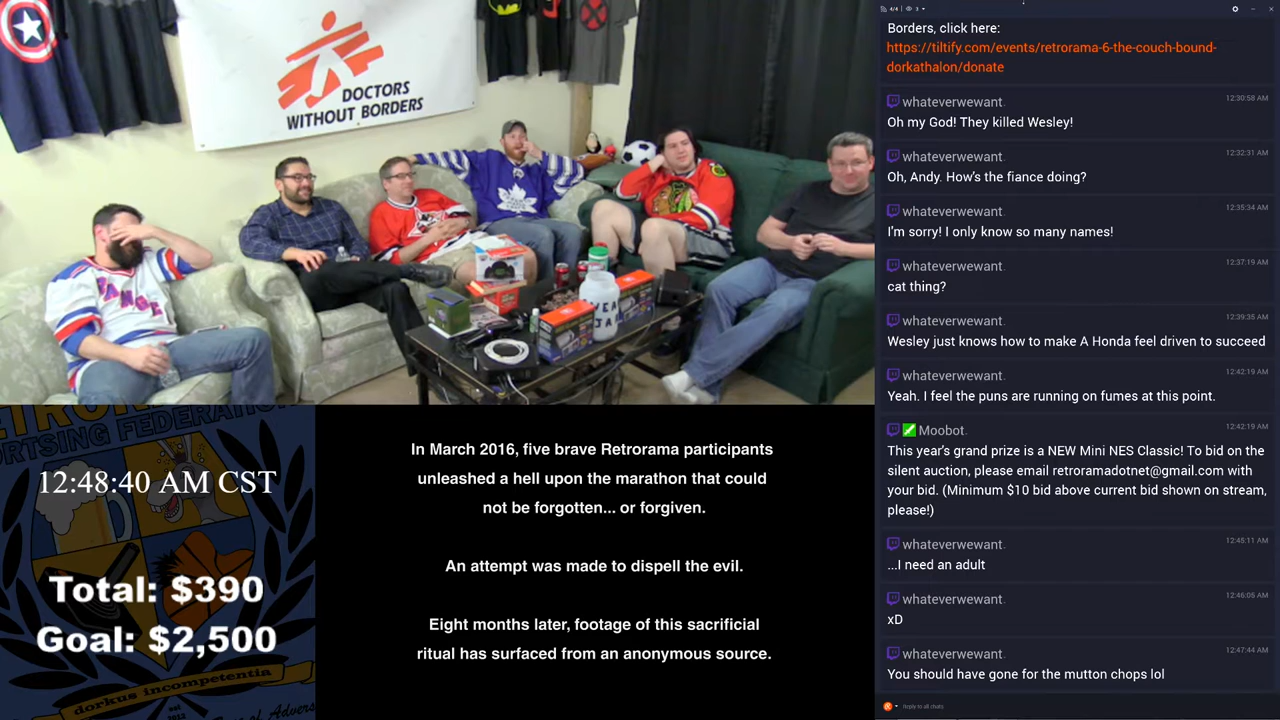 DOCTORS
WITHOUT BORDERS
12:48:40 AM CST
Total: $390
Goal: $2,500
SPORTSING FEDERATION
dorkus incompetentia
In March 2016, five brave Retrorama participants
unleashed a hell upon the marathon that could
not be forgotten... or forgiven.
An attempt was made to dispell the evil.
Eight months later, footage of this sacrificial
ritual has surfaced from an anonymous source.
4/4 3
Borders, click here:
https://tiltify.com/events/retrorama-6-the-couch-bound-
dorkathalon/donate
whateverwewant. 12:30:58 AM
Oh my God! They killed Wesley!
whateverwewant. 12:32:31 AM
Oh, Andy. How's the fiance doing?
whateverwewant. 12:35:34 AM
I'm sorry! I only know so many names!
whateverwewant. 12:37:19 AM
cat thing?
whateverwewant. 12:39:35 AM
Wesley just knows how to make A Honda feel driven to succeed
whateverwewant. 12:42:19 AM
Yeah. I feel the puns are running on fumes at this point.
Moobot. 12:42:19 AM
This year's grand prize is a NEW Mini NES Classic! To bid on the
silent auction, please email retroramadotnet@gmail.com with
your bid. (Minimum $10 bid above current bid shown on stream,
please!)
whateverwewant. 12:45:11 AM
...I need an adult
whateverwewant. 12:46:05 AM
xD
whateverwewant. 12:47:44 AM
You should have gone for the mutton chops lol
Reply to all chats